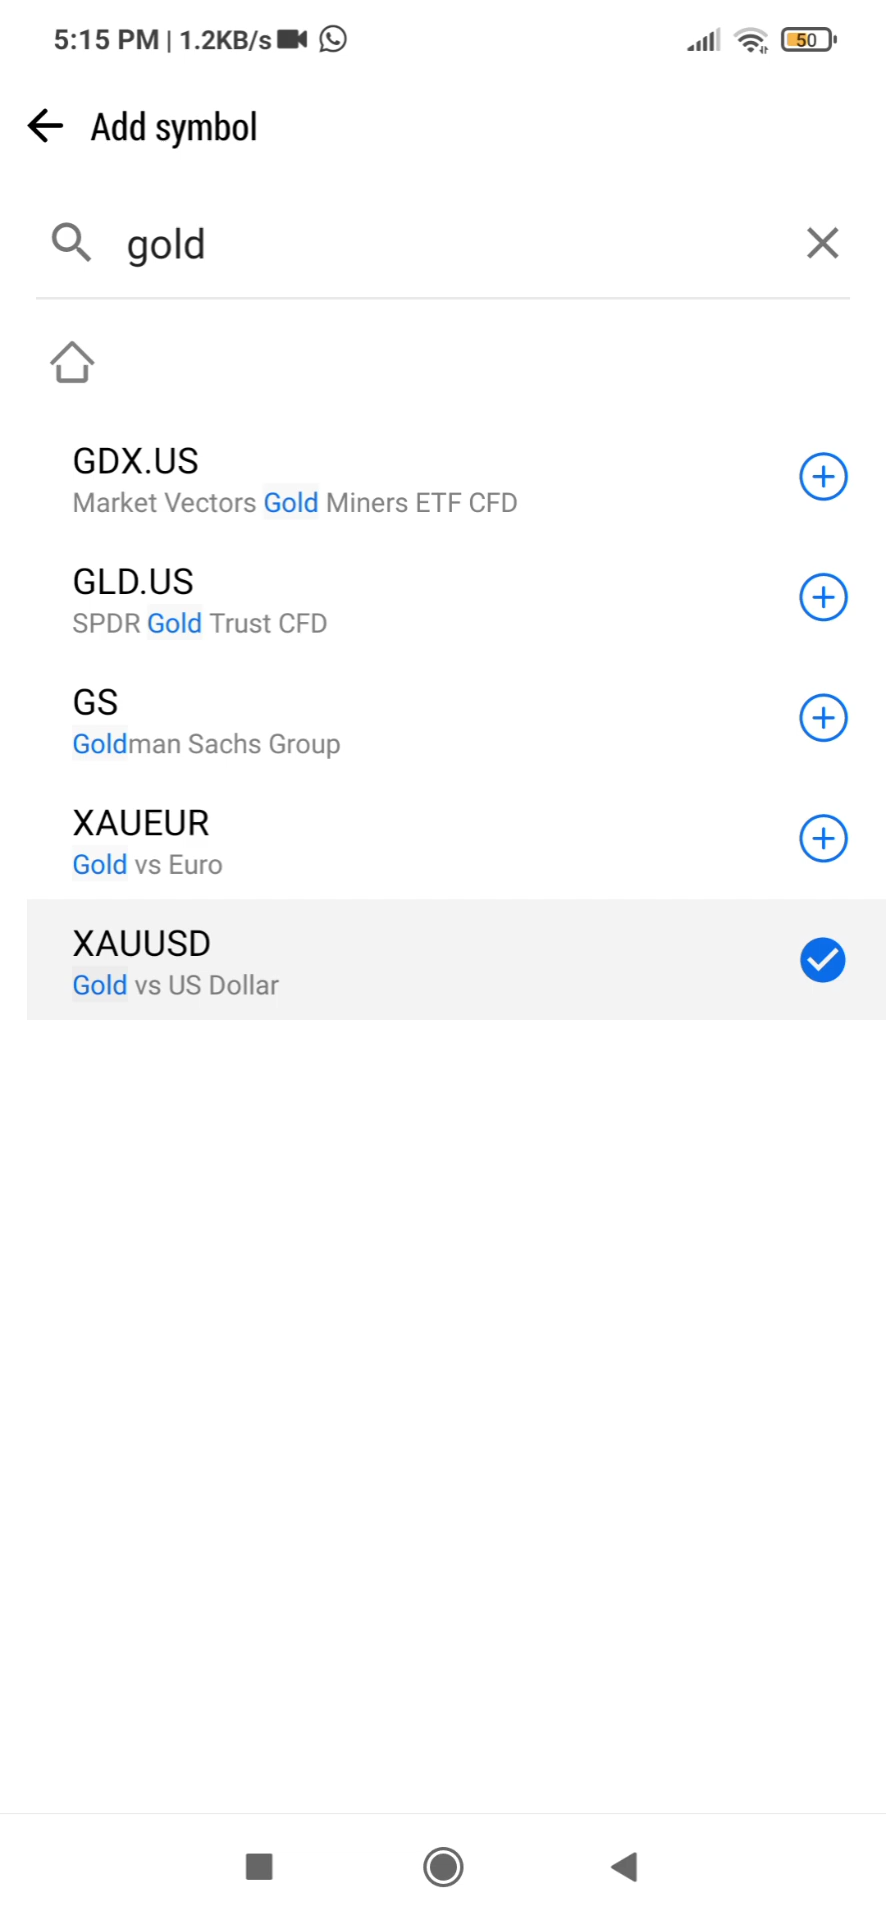 5:15 PM | 1.2KB/s
50
Add symbol
gold
GDX.US
Market Vectors Gold Miners ETF CFD
GLD.US
SPDR Gold Trust CFD
GS
Goldman Sachs Group
XAUEUR
Gold vs Euro
XAUUSD
Gold vs US Dollar